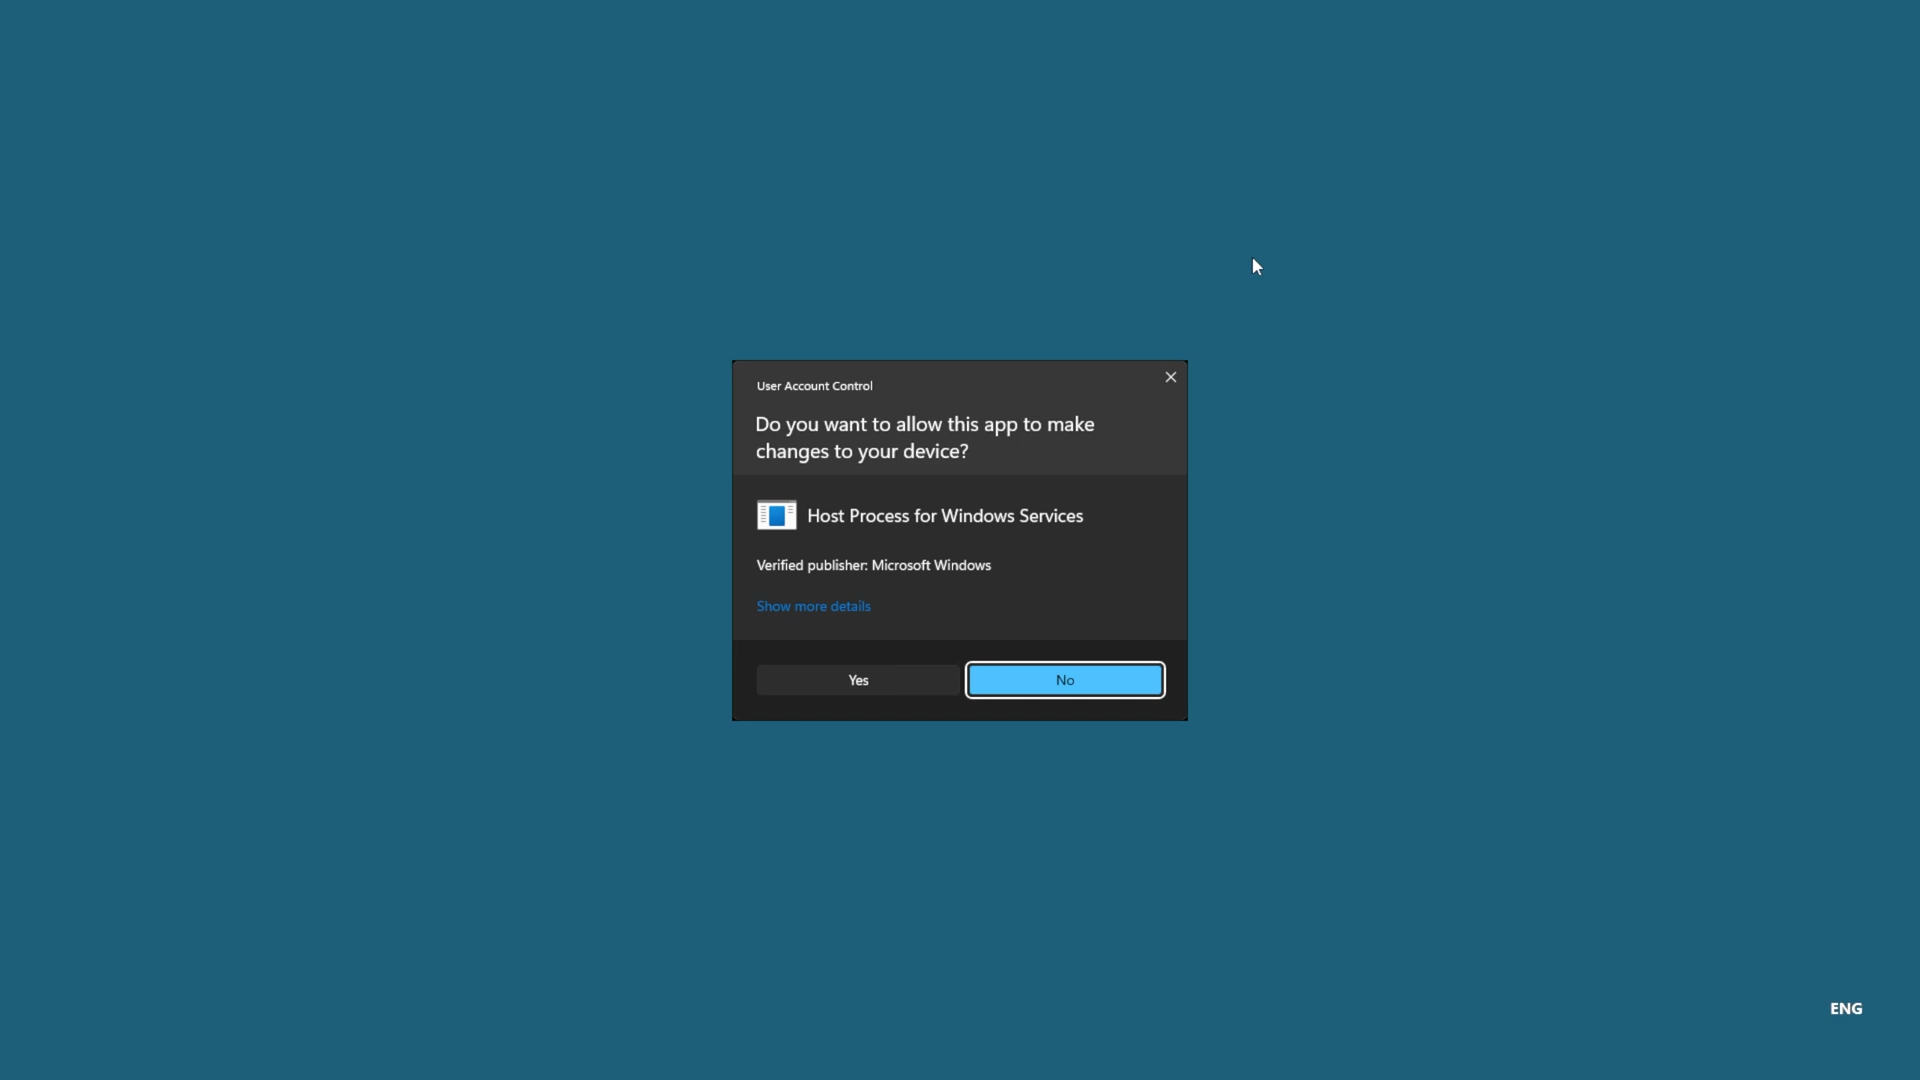 User Account Control
Do you want to allow this app to make
changes to your device?
Host Process for Windows Services
Verified publisher: Microsoft Windows
Show more details
Yes
No
ENG